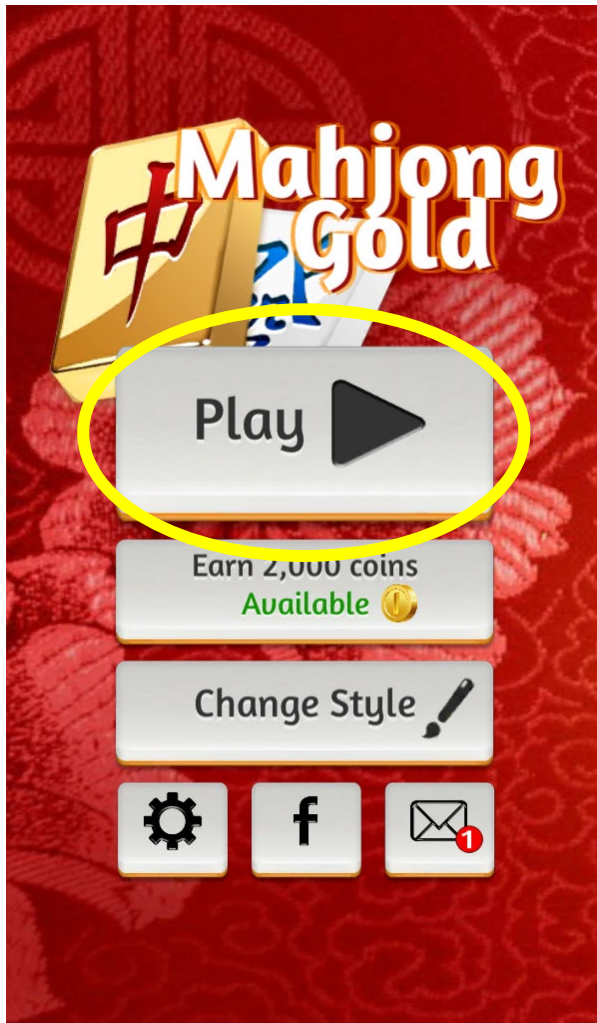 中
Mahjong
Gold
Play
Earn 2,000 coins
Available
Change Style
f
1